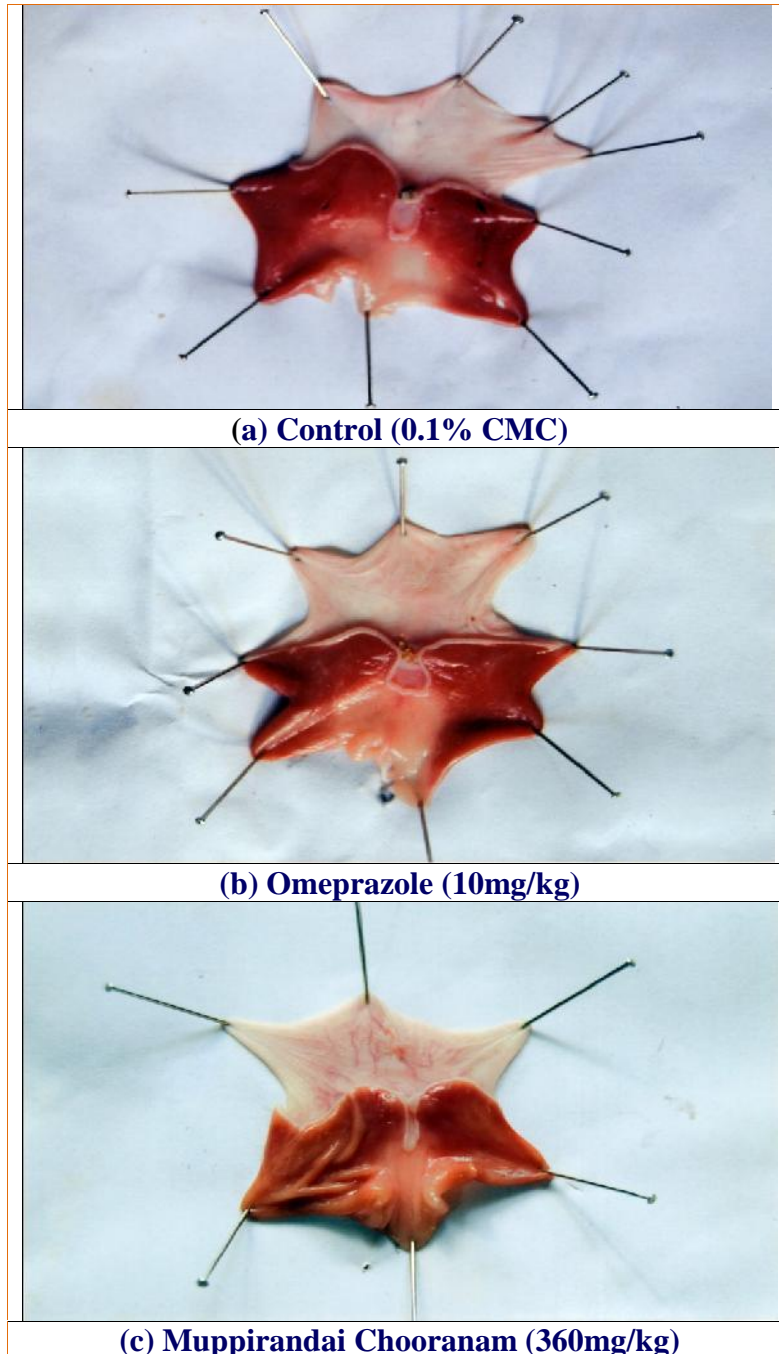 (a) Control (0.1% CMC)
(b) Omeprazole (10mg/kg)
(c) Muppirandai Chooranam (360mg/kg)